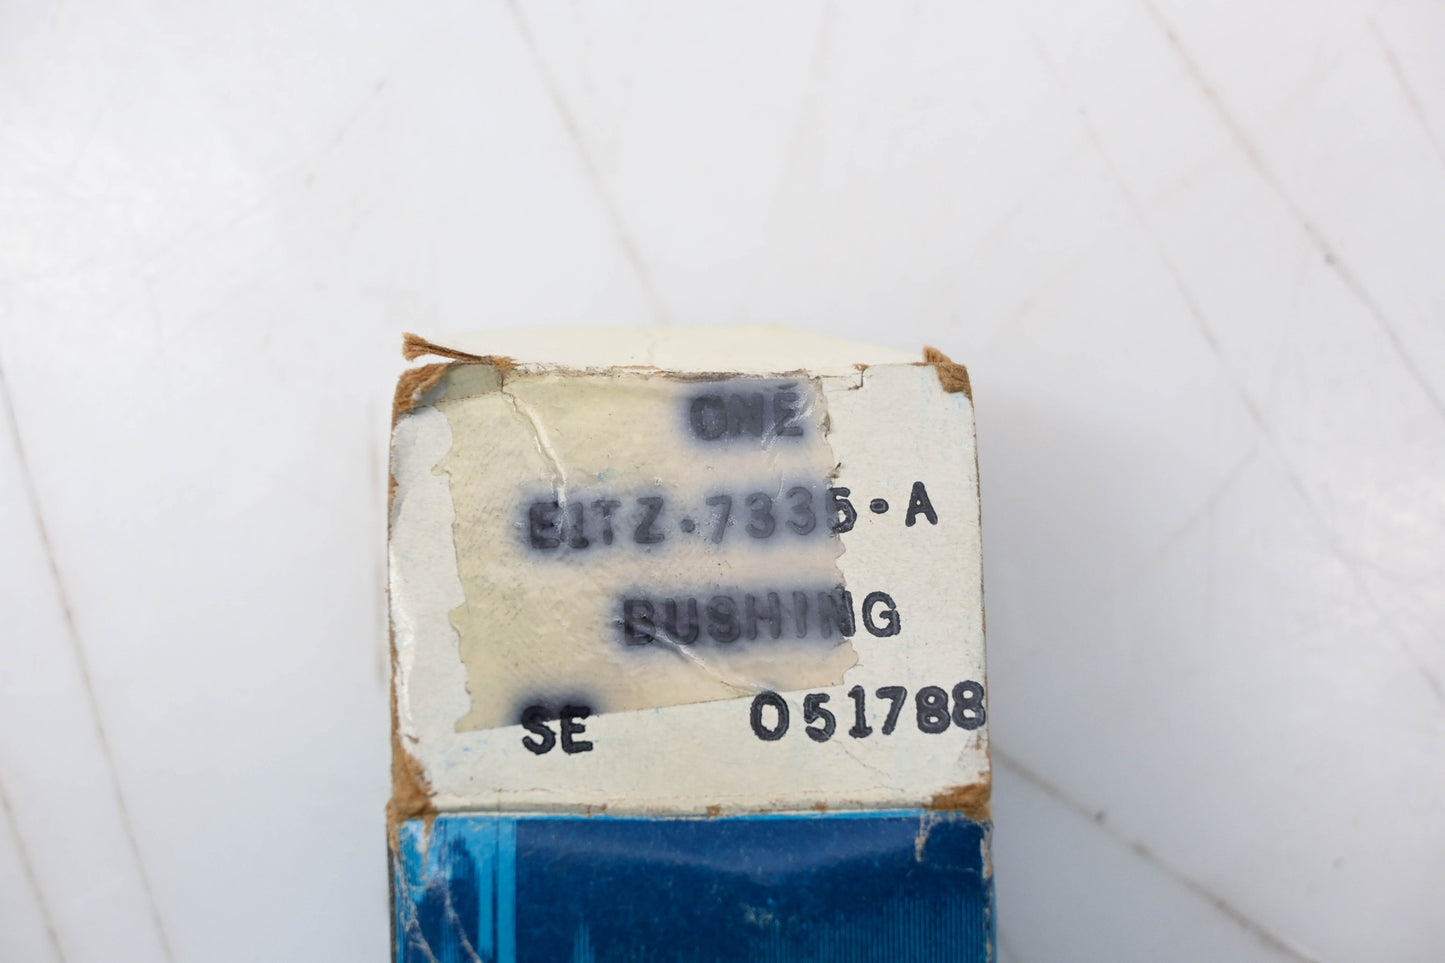 ONE
E1TZ-7335-A
BUSHING
SE 051788